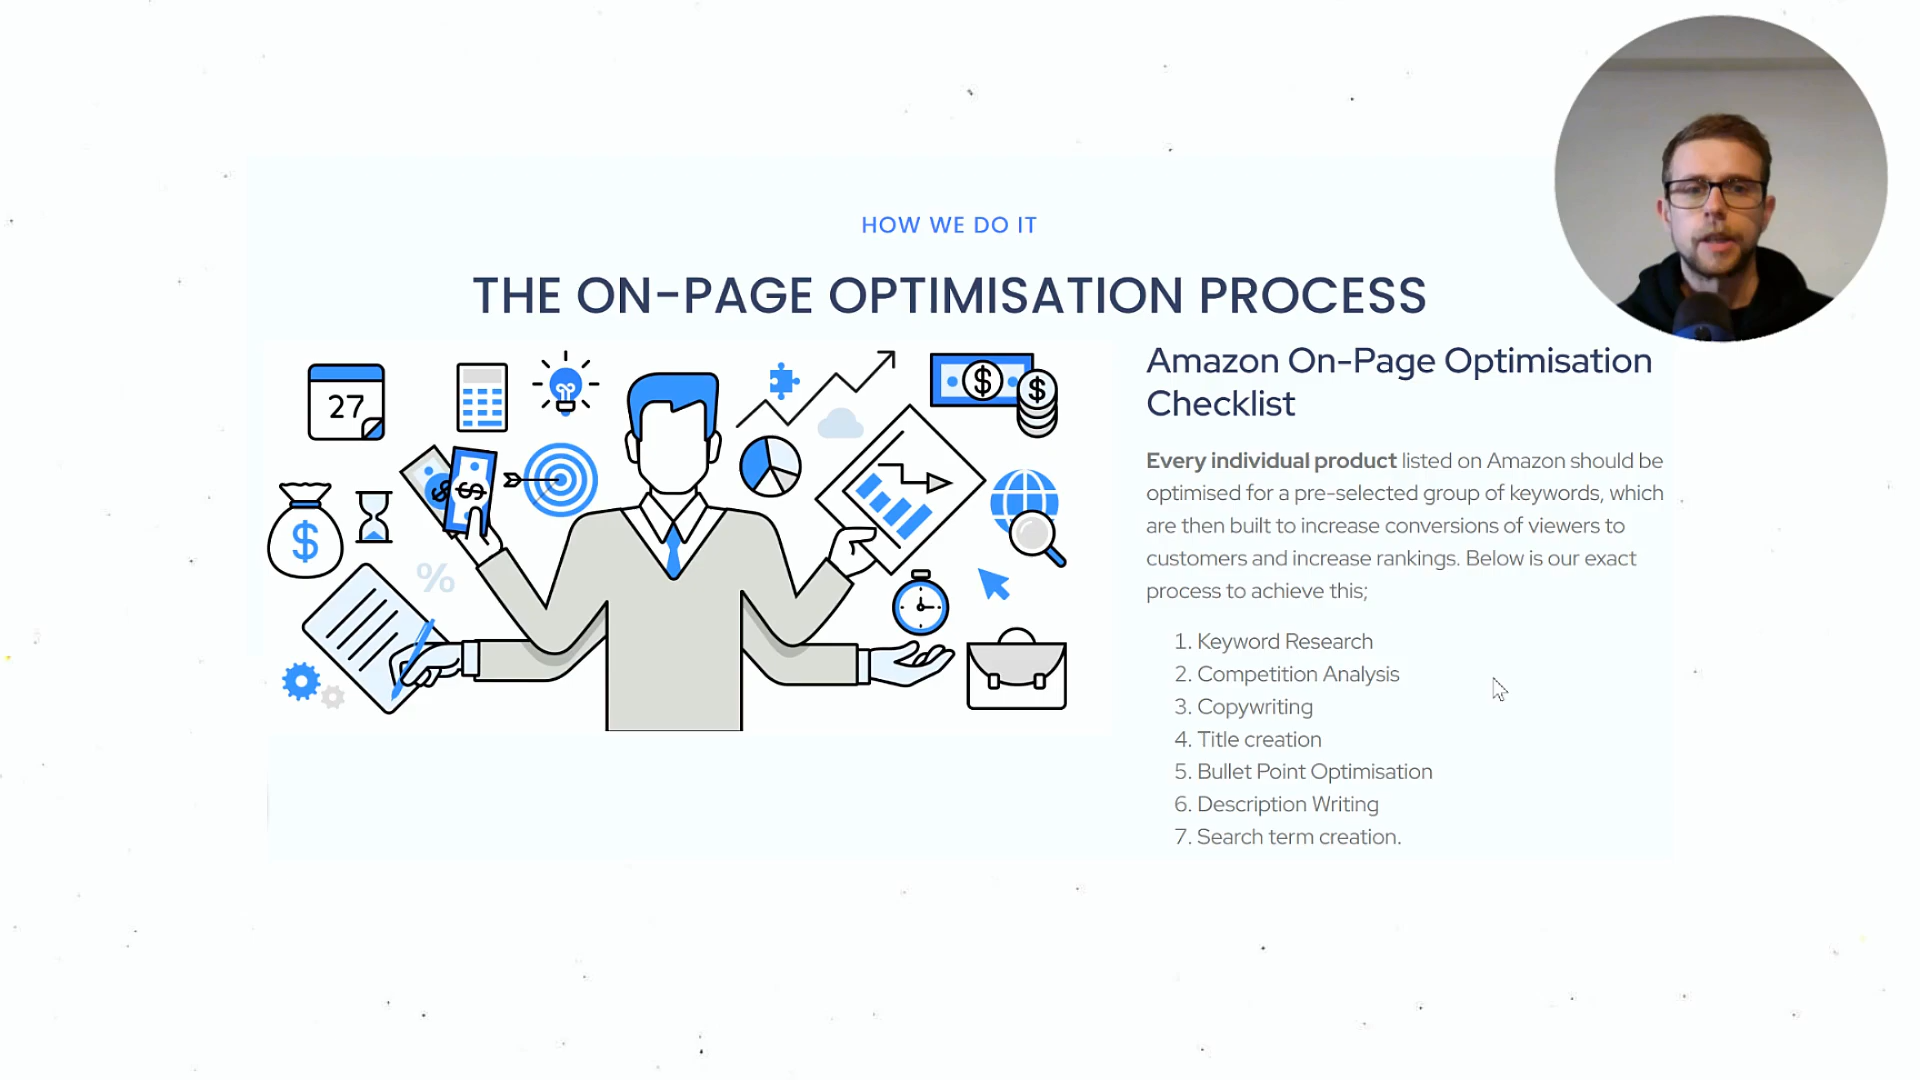 HOW WE DO IT
THE ON-PAGE OPTIMISATION PROCESS
27
$
$
$
$
$
%
Amazon On-Page Optimisation
Checklist
Every individual product listed on Amazon should be
optimised for a pre-selected group of keywords, which
are then built to increase conversions of viewers to
customers and increase rankings. Below is our exact
process to achieve this;
1. Keyword Research
2. Competition Analysis
3. Copywriting
4. Title creation
5. Bullet Point Optimisation
6. Description Writing
7. Search term creation.